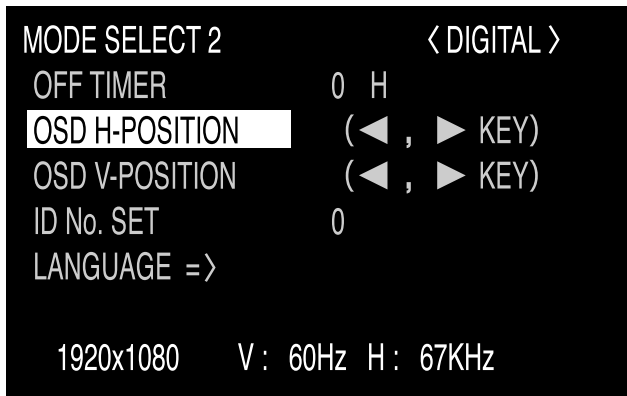 MODE SELECT 2 〈 DIGITAL 〉
OFF TIMER 0 H
OSD H-POSITION (◀ , ▶ KEY)
OSD V-POSITION (◀ , ▶ KEY)
ID No. SET 0
LANGUAGE =〉
1920x1080 V : 60Hz H : 67KHz